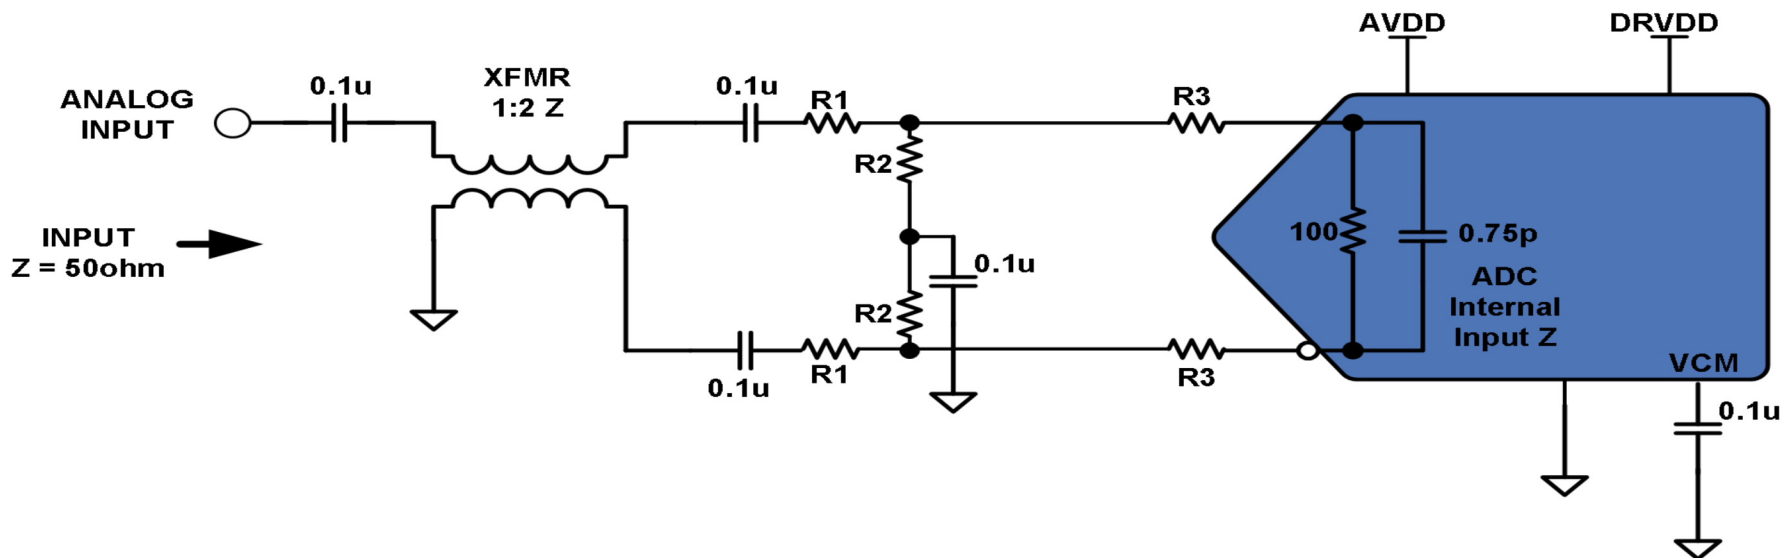 AVDD
DRVDD
ANALOG
INPUT
0.1u
XFMR
1:2 Z
0.1u
R1
R3
R2
INPUT
Z = 50ohm
100
0.75p
0.1u
ADC
Internal
Input Z
R2
R1
0.1u
R3
VCM
0.1u